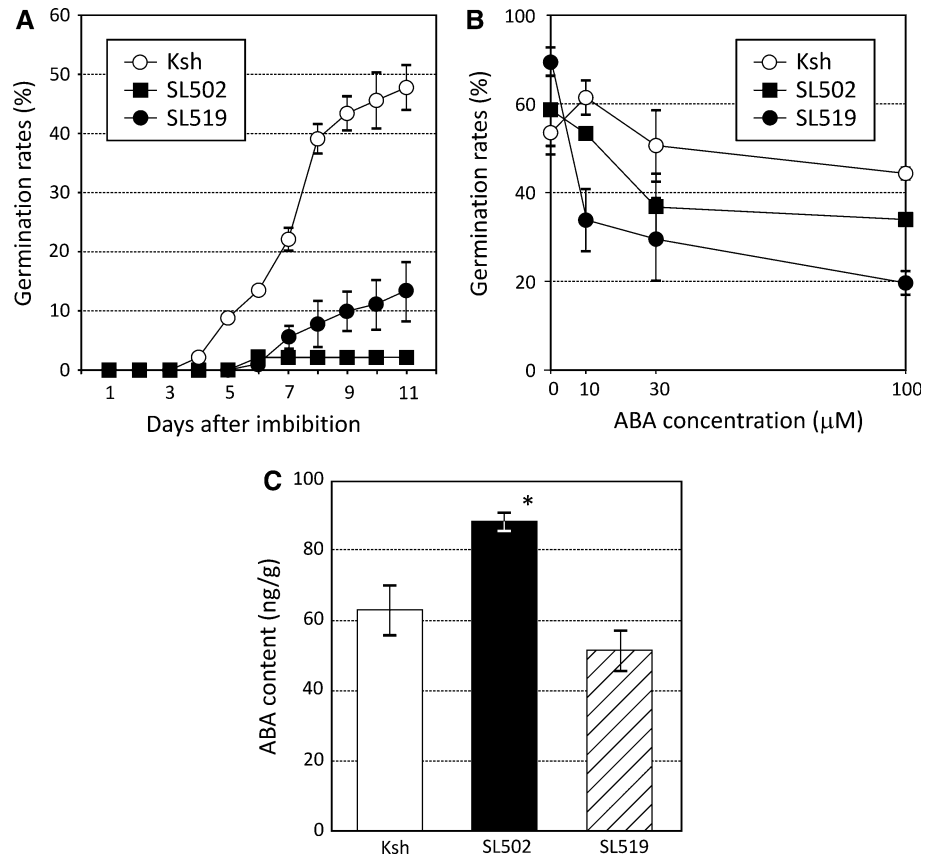 A
60
50
40
30
20
10
0
Germination rates (%)
Ksh
SL502
SL519
1 3 5 7 9 11
Days after imbibition
B
100
60
40
20
0
Germination rates (%)
Ksh
SL502
SL519
0 10 30 100
ABA concentration (μM)
C
100
80
60
40
20
0
ABA content (ng/g)
*
Ksh SL502 SL519